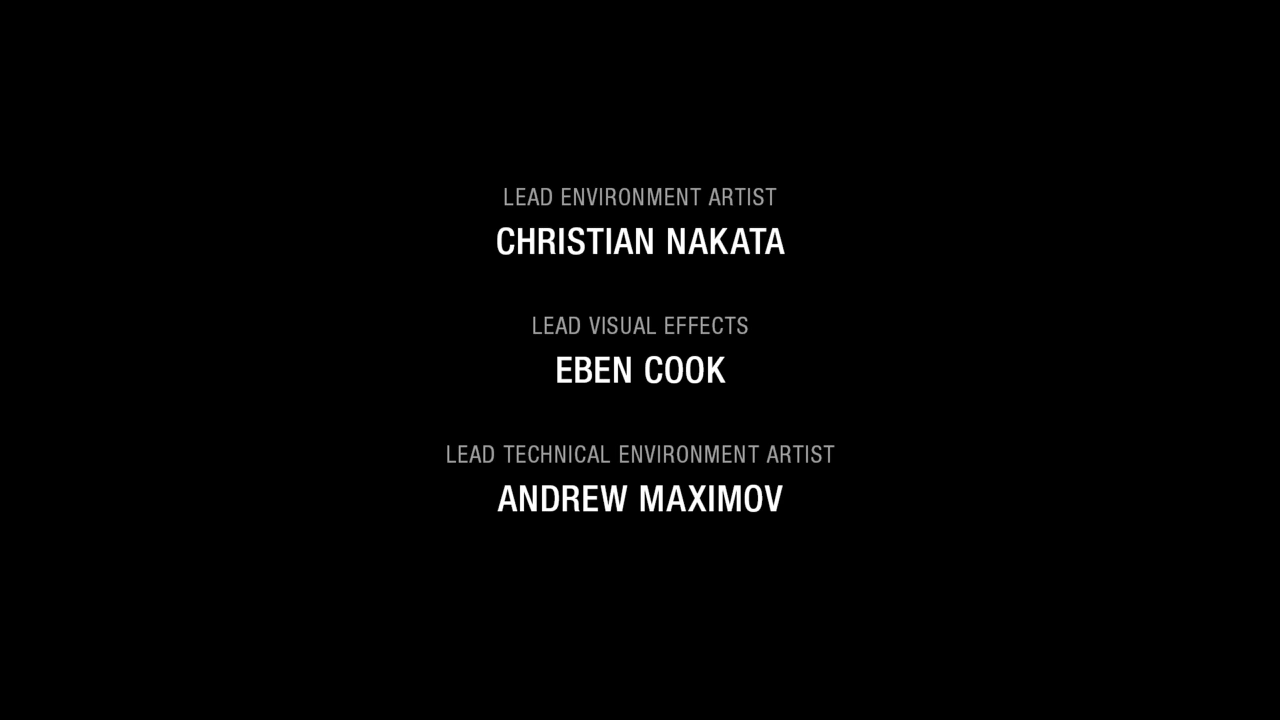 LEAD ENVIRONMENT ARTIST
CHRISTIAN NAKATA
LEAD VISUAL EFFECTS
EBEN COOK
LEAD TECHNICAL ENVIRONMENT ARTIST
ANDREW MAXIMOV